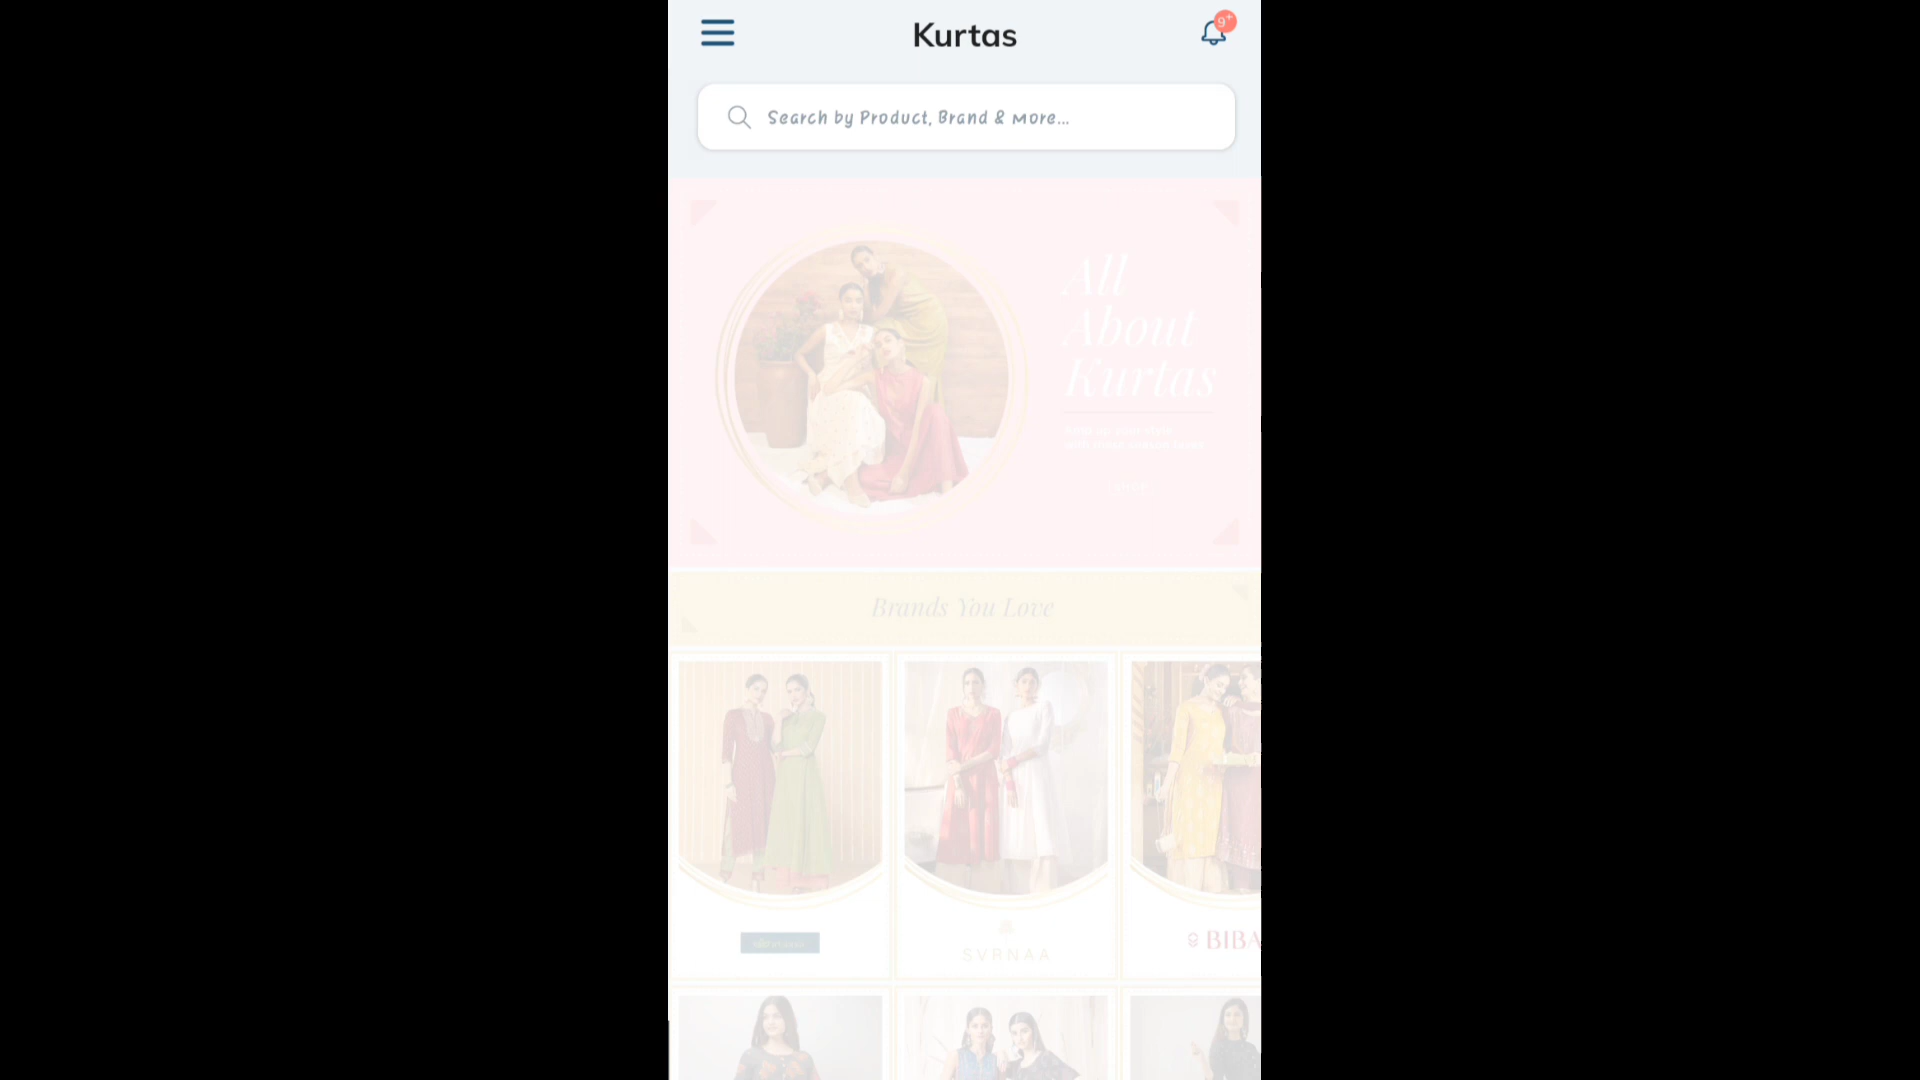 Kurtas
9+
Search by Product, Brand & more...
All
About
Kurtas
Brands You Love
SVRNAA
BIBA